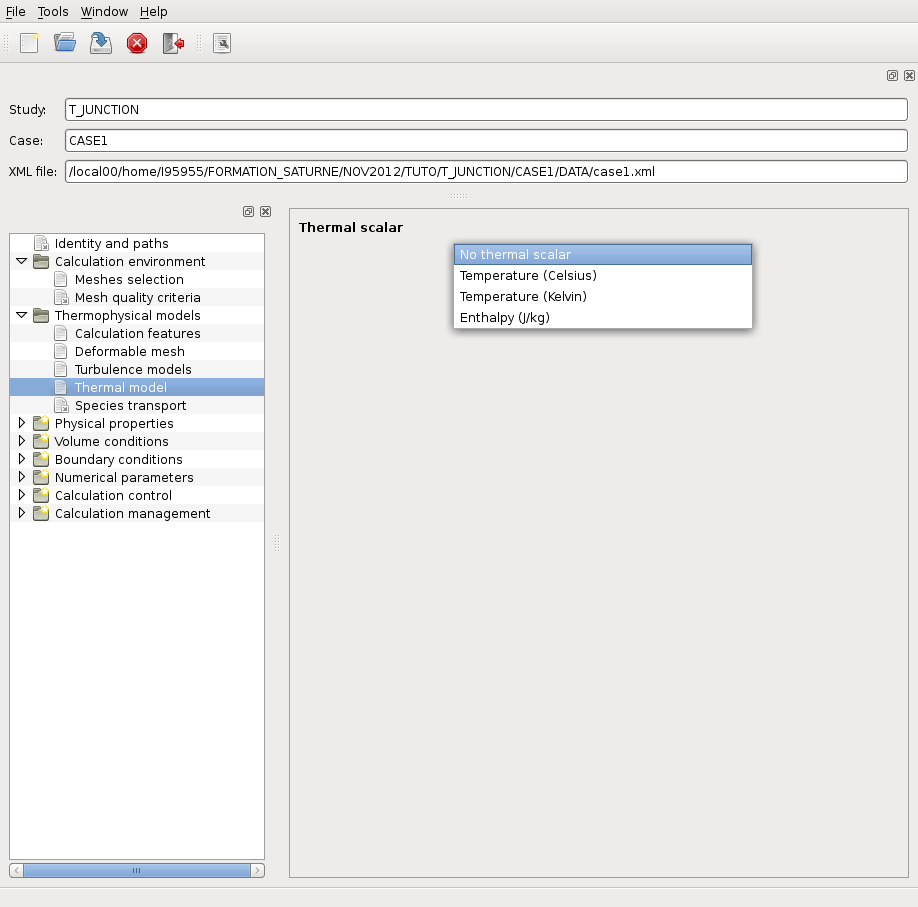 File Tools Window Help
Study: T_JUNCTION
Case: CASE1
XML file: /local00/home/I95955/FORMATION_SATURNE/NOV2012/TUTO/T_JUNCTION/CASE1/DATA/case1.xml
Identity and paths
Calculation environment
Meshes selection
Mesh quality criteria
Thermophysical models
Calculation features
Deformable mesh
Turbulence models
Thermal model
Species transport
Physical properties
Volume conditions
Boundary conditions
Numerical parameters
Calculation control
Calculation management
Thermal scalar
No thermal scalar
Temperature (Celsius)
Temperature (Kelvin)
Enthalpy (J/kg)